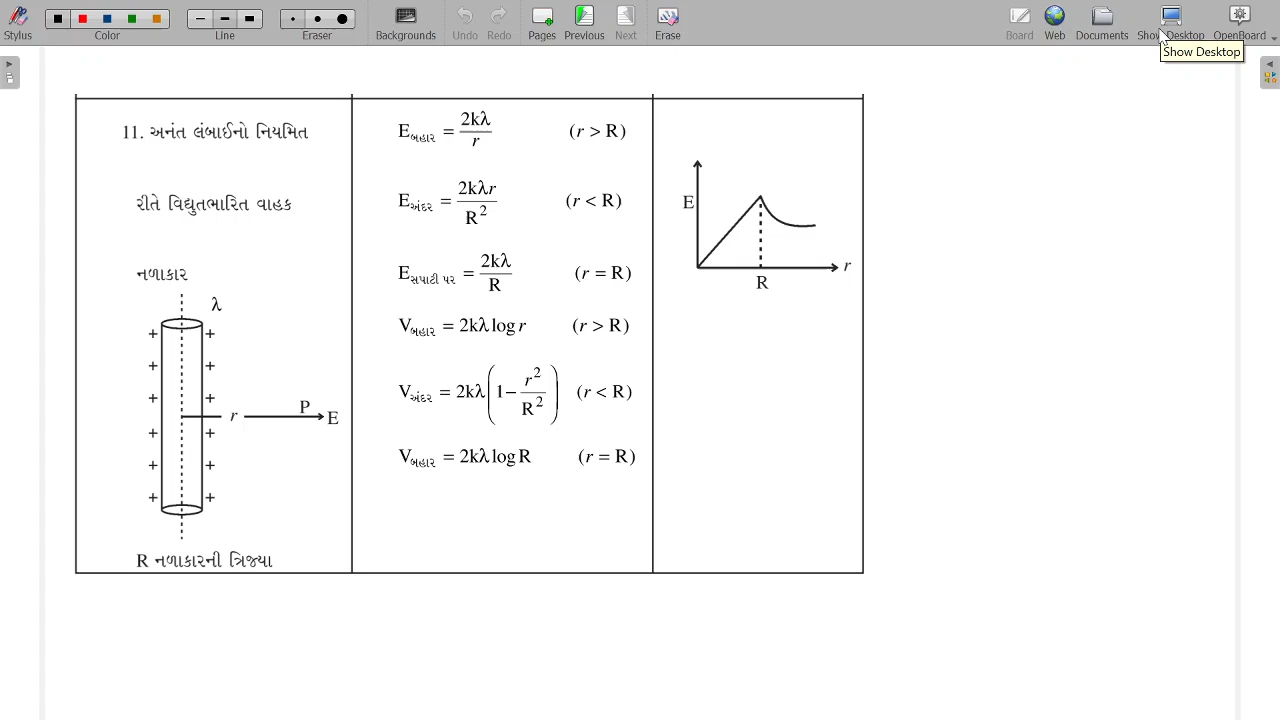 Stylus Color Line Eraser Backgrounds Undo Redo Pages Previous Next Erase Board Web Documents Show Desktop OpenBoard
Show Desktop
11. અનંત લંબાઈનો નિયમિત
રીતે વિદ્યુતભારિત વાહક
નળાકાર
λ
+ +
+ +
+ +
r P E
+ +
+ +
+ +
R નળાકારની ત્રિજ્યા
Eબહાર = 2kλ/r (r > R)
Eઅંદર = 2kλr/R² (r < R)
Eસપાટી પર = 2kλ/R (r = R)
Vબહાર = 2kλ log r (r > R)
Vઅંદર = 2kλ(1 − r²/R²) (r < R)
Vબહાર = 2kλ log R (r = R)
E
r
R